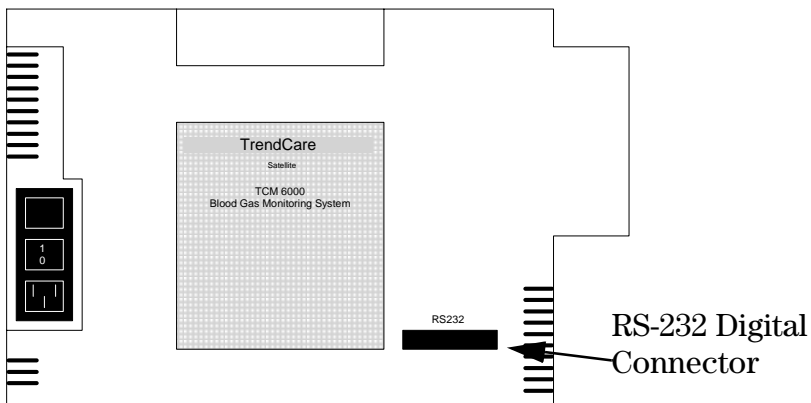 TrendCare
Satellite
TCM 6000
Blood Gas Monitoring System
1
0
RS232
RS-232 Digital
Connector